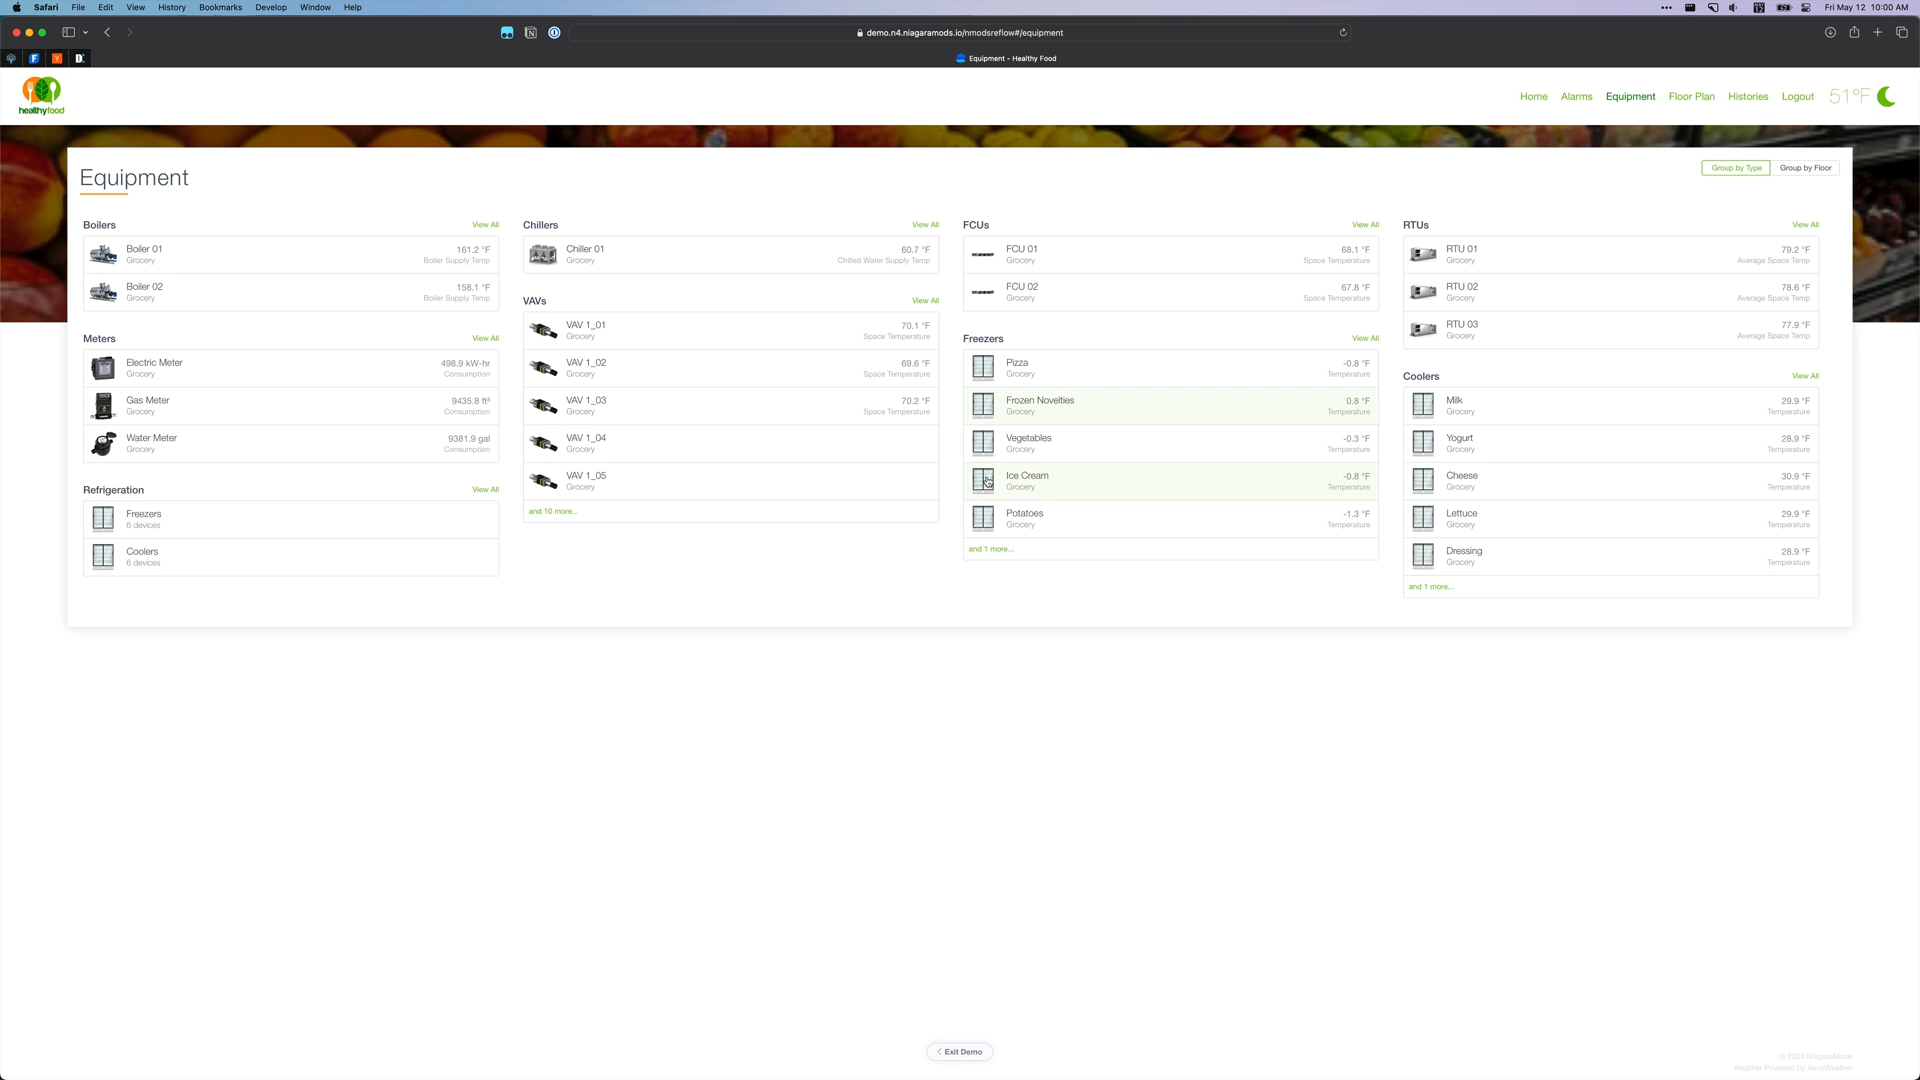 Safari File Edit View History Bookmarks Develop Window Help
12
Fri May 12 10:00 AM
demo.n4.niagaramods.io/nmodsreflow#/equipment
F Y D
Equipment – Healthy Food
healthyfood
Home Alarms Equipment Floor Plan Histories Logout 51°F
Equipment
Group by Type Group by Floor
Boilers View All
Boiler 01 161.2 °F
Grocery Boiler Supply Temp
Boiler 02 158.1 °F
Grocery Boiler Supply Temp
Meters View All
Electric Meter 498.9 kW-hr
Grocery Consumption
Gas Meter 9435.8 ft³
Grocery Consumption
Water Meter 9381.9 gal
Grocery Consumption
Refrigeration View All
Freezers
6 devices
Coolers
6 devices
Chillers View All
Chiller 01 60.7 °F
Grocery Chilled Water Supply Temp
VAVs View All
VAV 1_01 70.1 °F
Grocery Space Temperature
VAV 1_02 69.6 °F
Grocery Space Temperature
VAV 1_03 70.2 °F
Grocery Space Temperature
VAV 1_04
Grocery
VAV 1_05
Grocery
and 10 more...
FCUs View All
FCU 01 68.1 °F
Grocery Space Temperature
FCU 02 67.8 °F
Grocery Space Temperature
Freezers View All
Pizza -0.8 °F
Grocery Temperature
Frozen Novelties 0.8 °F
Grocery Temperature
Vegetables -0.3 °F
Grocery Temperature
Ice Cream -0.8 °F
Grocery Temperature
Potatoes -1.3 °F
Grocery Temperature
and 1 more...
RTUs View All
RTU 01 79.2 °F
Grocery Average Space Temp
RTU 02 78.6 °F
Grocery Average Space Temp
RTU 03 77.9 °F
Grocery Average Space Temp
Coolers View All
Milk 29.9 °F
Grocery Temperature
Yogurt 28.9 °F
Grocery Temperature
Cheese 30.9 °F
Grocery Temperature
Lettuce 29.9 °F
Grocery Temperature
Dressing 28.9 °F
Grocery Temperature
and 1 more...
Exit Demo
© 2023 NiagaraMods
Weather Powered by AerisWeather